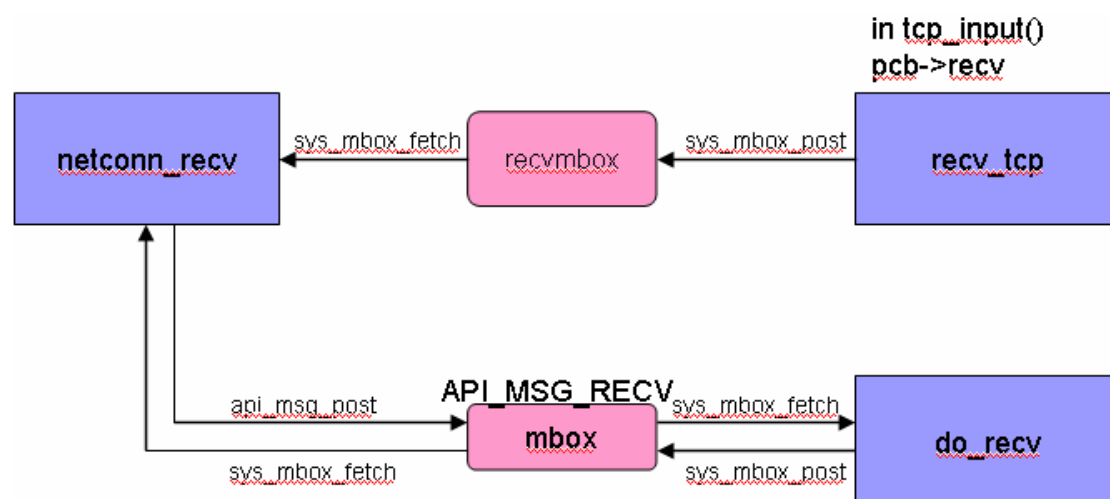 in tcp_input()
pcb->recv
netconn_recv
sys_mbox_fetch
recvmbox
sys_mbox_post
recv_tcp
API_MSG_RECV
api_msg_post
sys_mbox_fetch
mbox
do_recv
sys_mbox_fetch
sys_mbox_post